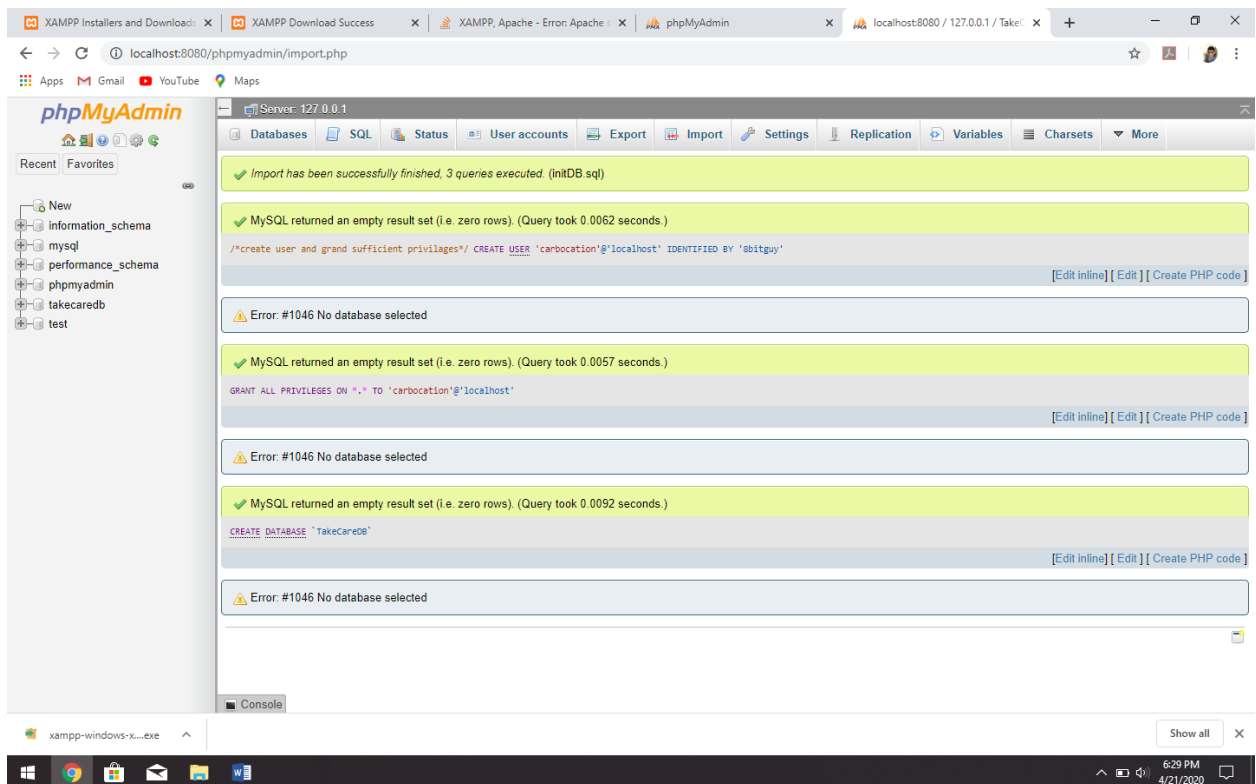 XAMPP Installers and Downloads
XAMPP Download Success
XAMPP, Apache - Error: Apache s
phpMyAdmin
localhost:8080 / 127.0.0.1 / TakeC
localhost:8080/phpmyadmin/import.php
Apps Gmail YouTube Maps
phpMyAdmin
Recent Favorites
New
information_schema
mysql
performance_schema
phpmyadmin
takecaredb
test
Server: 127.0.0.1
Databases SQL Status User accounts Export Import Settings Replication Variables Charsets More
Import has been successfully finished, 3 queries executed. (initDB.sql)
MySQL returned an empty result set (i.e. zero rows). (Query took 0.0062 seconds.)
/*create user and grand sufficient privilages*/ CREATE USER 'carbocation'@'localhost' IDENTIFIED BY '8bitguy'
[Edit inline] [ Edit ] [ Create PHP code ]
Error: #1046 No database selected
MySQL returned an empty result set (i.e. zero rows). (Query took 0.0057 seconds.)
GRANT ALL PRIVILEGES ON *.* TO 'carbocation'@'localhost'
[Edit inline] [ Edit ] [ Create PHP code ]
Error: #1046 No database selected
MySQL returned an empty result set (i.e. zero rows). (Query took 0.0092 seconds.)
CREATE DATABASE `TakeCareDB`
[Edit inline] [ Edit ] [ Create PHP code ]
Error: #1046 No database selected
Console
xampp-windows-x....exe
Show all
6:29 PM
4/21/2020